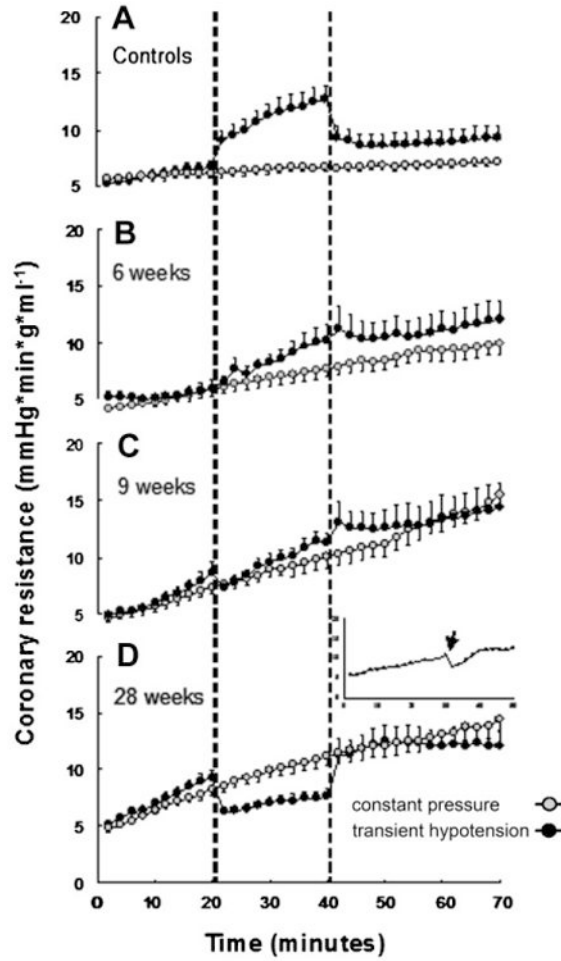 A
Controls
20
15
10
5
B
6 weeks
20
15
10
5
C
9 weeks
20
15
10
5
D
28 weeks
20
15
10
5
0
constant pressure
transient hypotension
0 10 20 30 40 50 60 70
Time (minutes)
Coronary resistance (mmHg*min*g*ml⁻¹)